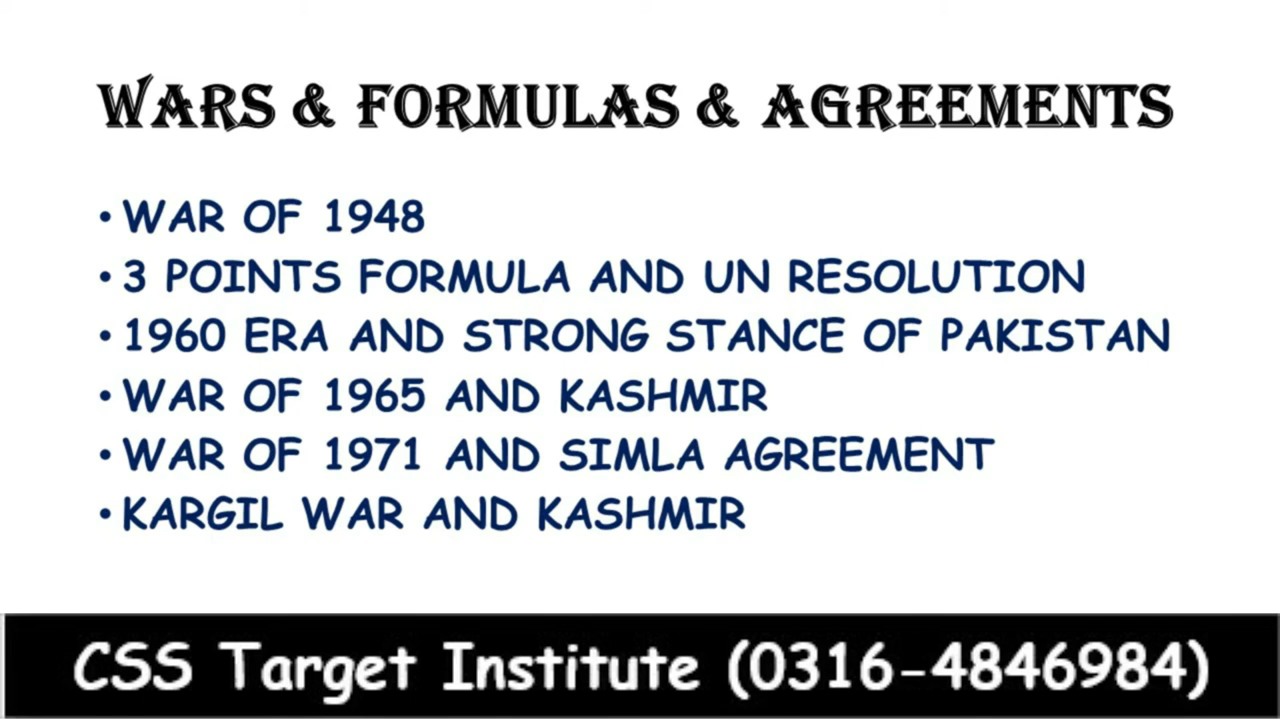 WARS & FORMULAS & AGREEMENTS
• WAR OF 1948
• 3 POINTS FORMULA AND UN RESOLUTION
• 1960 ERA AND STRONG STANCE OF PAKISTAN
• WAR OF 1965 AND KASHMIR
• WAR OF 1971 AND SIMLA AGREEMENT
• KARGIL WAR AND KASHMIR
CSS Target Institute (0316-4846984)